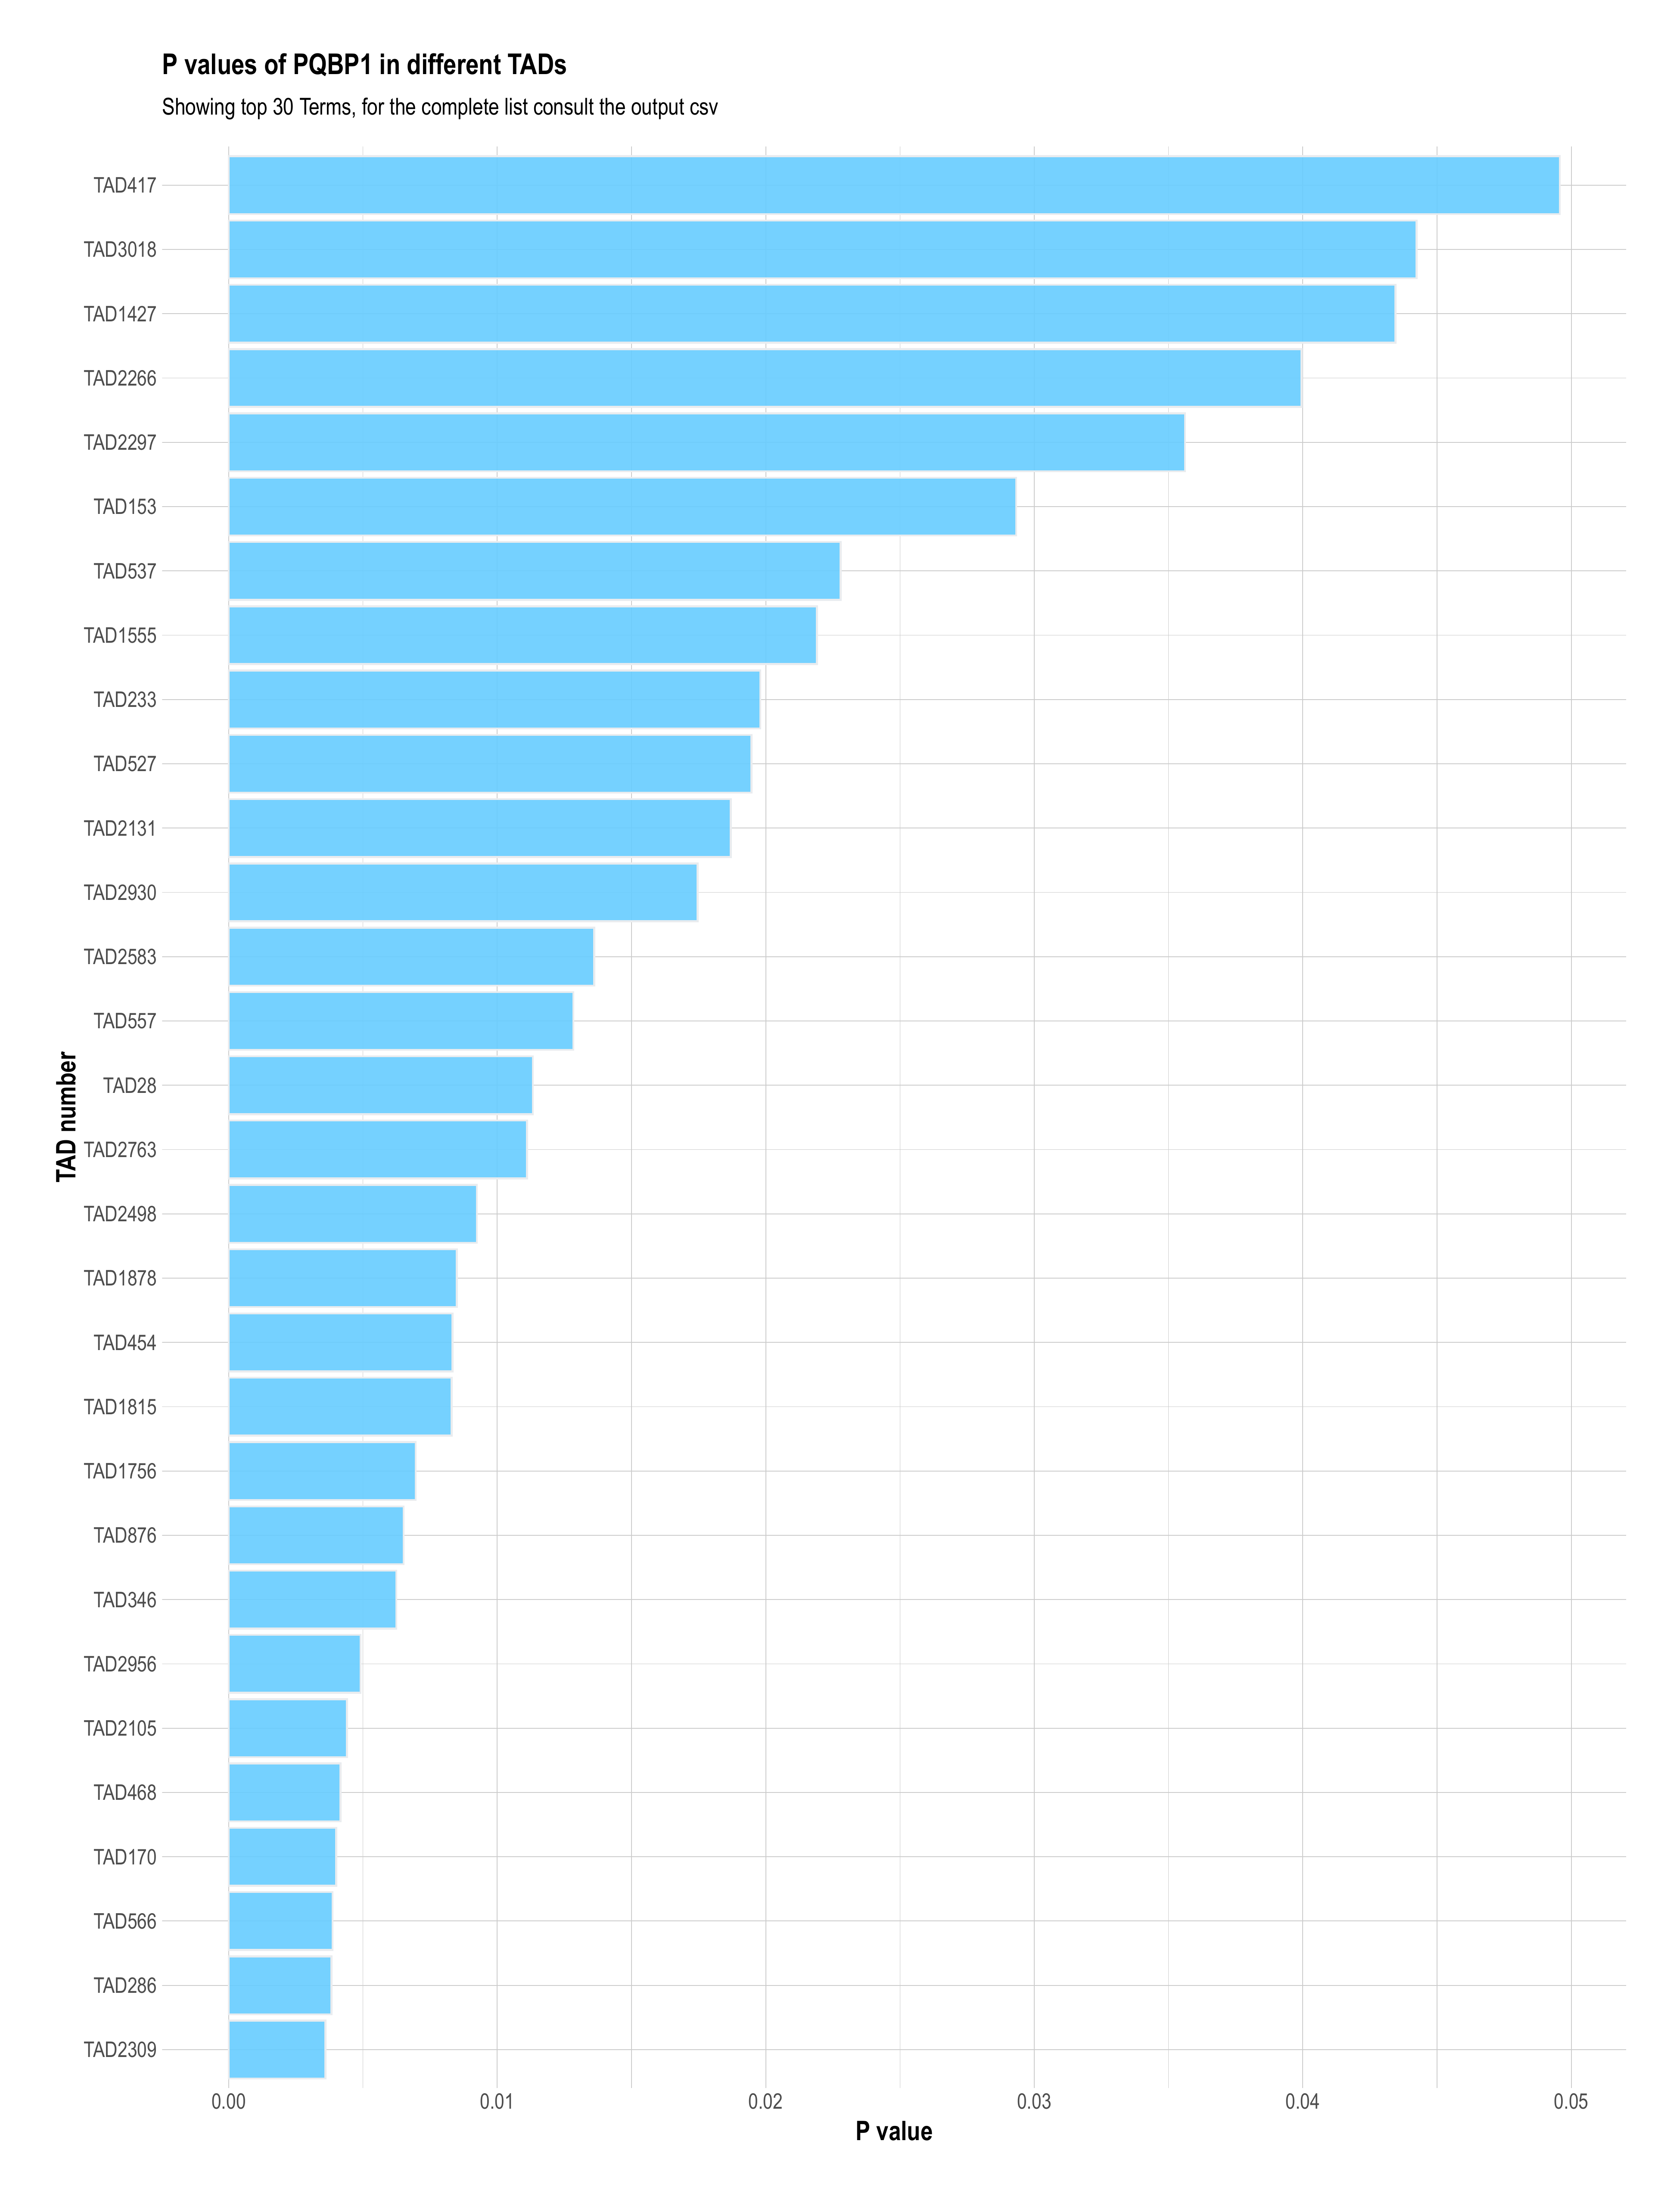 P values of PQBP1 in different TADs
Showing top 30 Terms, for the complete list consult the output csv
TAD417
TAD3018
TAD1427
TAD2266
TAD2297
TAD153
TAD537
TAD1555
TAD233
TAD527
TAD2131
TAD2930
TAD2583
TAD557
TAD28
TAD2763
TAD2498
TAD1878
TAD454
TAD1815
TAD1756
TAD876
TAD346
TAD2956
TAD2105
TAD468
TAD170
TAD566
TAD286
TAD2309
TAD number
0.00 0.01 0.02 0.03 0.04 0.05
P value